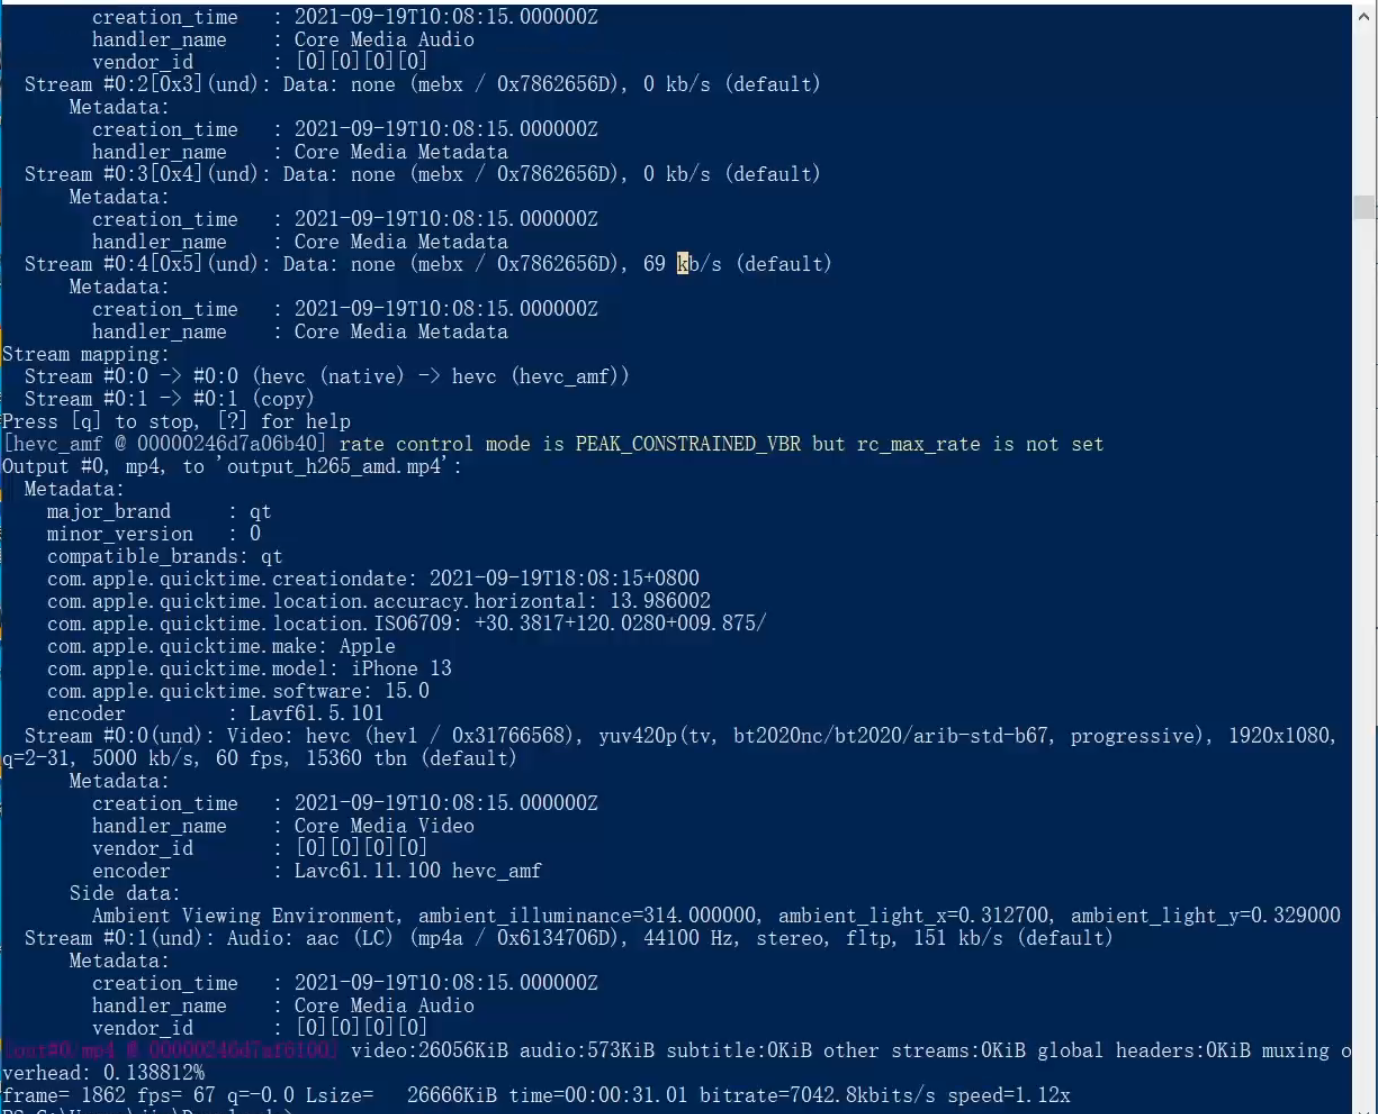 creation_time   : 2021-09-19T10:08:15.000000Z
handler_name    : Core Media Audio
vendor_id       : [0][0][0][0]
Stream #0:2[0x3](und): Data: none (mebx / 0x7862656D), 0 kb/s (default)
Metadata:
creation_time   : 2021-09-19T10:08:15.000000Z
handler_name    : Core Media Metadata
Stream #0:3[0x4](und): Data: none (mebx / 0x7862656D), 0 kb/s (default)
Metadata:
creation_time   : 2021-09-19T10:08:15.000000Z
handler_name    : Core Media Metadata
Stream #0:4[0x5](und): Data: none (mebx / 0x7862656D), 69 kb/s (default)
Metadata:
creation_time   : 2021-09-19T10:08:15.000000Z
handler_name    : Core Media Metadata
Stream mapping:
Stream #0:0 -> #0:0 (hevc (native) -> hevc (hevc_amf))
Stream #0:1 -> #0:1 (copy)
Press [q] to stop, [?] for help
[hevc_amf @ 00000246d7a06b40] rate control mode is PEAK_CONSTRAINED_VBR but rc_max_rate is not set
Output #0, mp4, to 'output_h265_amd.mp4':
Metadata:
major_brand     : qt
minor_version   : 0
compatible_brands: qt
com.apple.quicktime.creationdate: 2021-09-19T18:08:15+0800
com.apple.quicktime.location.accuracy.horizontal: 13.986002
com.apple.quicktime.location.ISO6709: +30.3817+120.0280+009.875/
com.apple.quicktime.make: Apple
com.apple.quicktime.model: iPhone 13
com.apple.quicktime.software: 15.0
encoder         : Lavf61.5.101
Stream #0:0(und): Video: hevc (hev1 / 0x31766568), yuv420p(tv, bt2020nc/bt2020/arib-std-b67, progressive), 1920x1080,
q=2-31, 5000 kb/s, 60 fps, 15360 tbn (default)
Metadata:
creation_time   : 2021-09-19T10:08:15.000000Z
handler_name    : Core Media Video
vendor_id       : [0][0][0][0]
encoder         : Lavc61.11.100 hevc_amf
Side data:
Ambient Viewing Environment, ambient_illuminance=314.000000, ambient_light_x=0.312700, ambient_light_y=0.329000
Stream #0:1(und): Audio: aac (LC) (mp4a / 0x6134706D), 44100 Hz, stereo, fltp, 151 kb/s (default)
Metadata:
creation_time   : 2021-09-19T10:08:15.000000Z
handler_name    : Core Media Audio
vendor_id       : [0][0][0][0]
[out#0/mp4 @ 00000246d7af6100] video:26056KiB audio:573KiB subtitle:0KiB other streams:0KiB global headers:0KiB muxing o
verhead: 0.138812%
frame= 1862 fps= 67 q=-0.0 Lsize=   26666KiB time=00:00:31.01 bitrate=7042.8kbits/s speed=1.12x